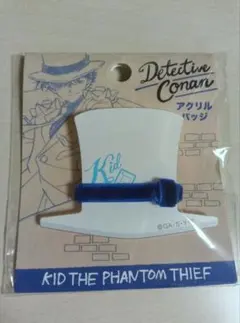 Detective
Conan
アクリル
バッジ
Kid
KID THE PHANTOM THIEF